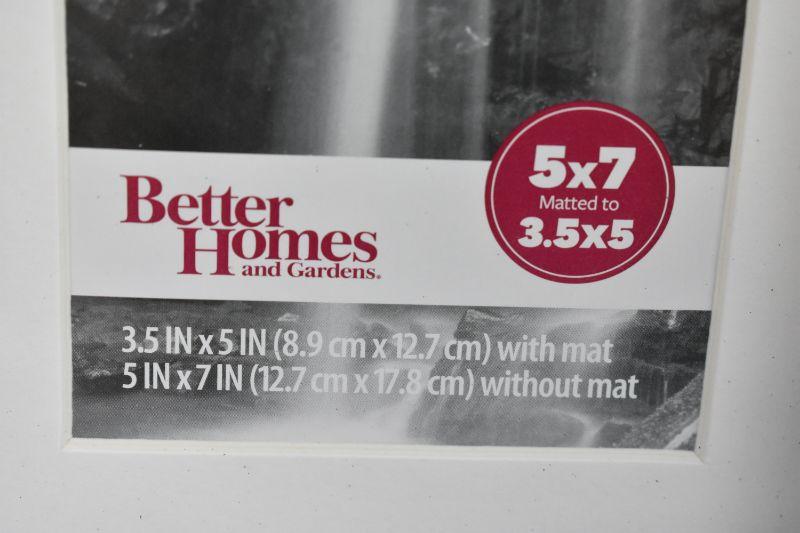 Better
Homes
and Gardens.
5x7
Matted to
3.5x5
3.5 IN x 5 IN (8.9 cm x 12.7 cm) with mat
5 IN x 7 IN (12.7 cm x 17.8 cm) without mat